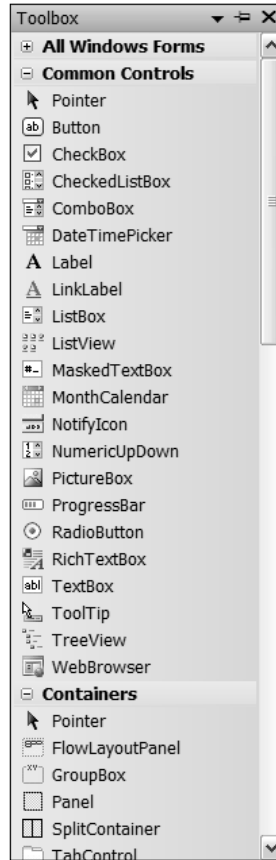 Toolbox
All Windows Forms
Common Controls
Pointer
Button
CheckBox
CheckedListBox
ComboBox
DateTimePicker
Label
LinkLabel
ListBox
ListView
MaskedTextBox
MonthCalendar
NotifyIcon
NumericUpDown
PictureBox
ProgressBar
RadioButton
RichTextBox
TextBox
ToolTip
TreeView
WebBrowser
Containers
Pointer
FlowLayoutPanel
GroupBox
Panel
SplitContainer
TabControl